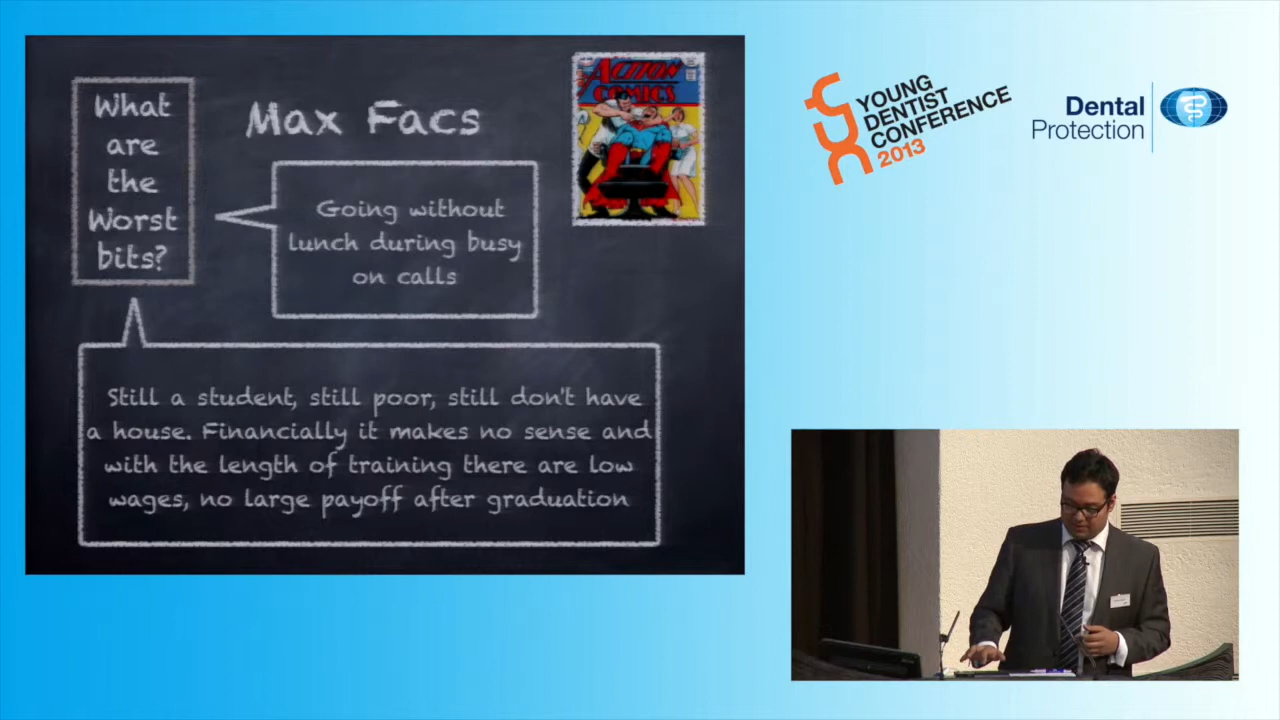 What
are
the
Worst
bits?
Max Facs
ACTION
COMICS
Going without
lunch during busy
on calls
Still a student, still poor, still don't have
a house. Financially it makes no sense and
with the length of training there are low
wages, no large payoff after graduation
YOUNG
DENTIST
CONFERENCE
2013
Dental
Protection